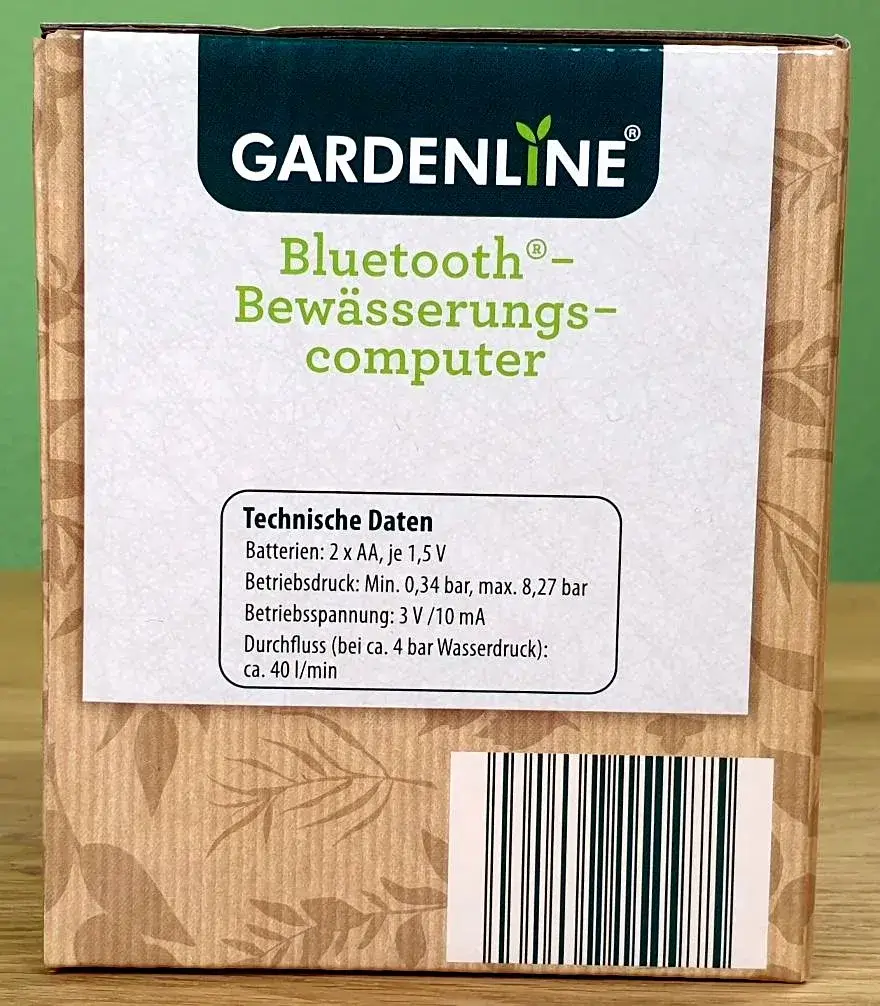 GARDENLINE®
Bluetooth®-
Bewässerungs-
computer
Technische Daten
Batterien: 2 x AA, je 1,5 V
Betriebsdruck: Min. 0,34 bar, max. 8,27 bar
Betriebsspannung: 3 V /10 mA
Durchfluss (bei ca. 4 bar Wasserdruck):
ca. 40 l/min